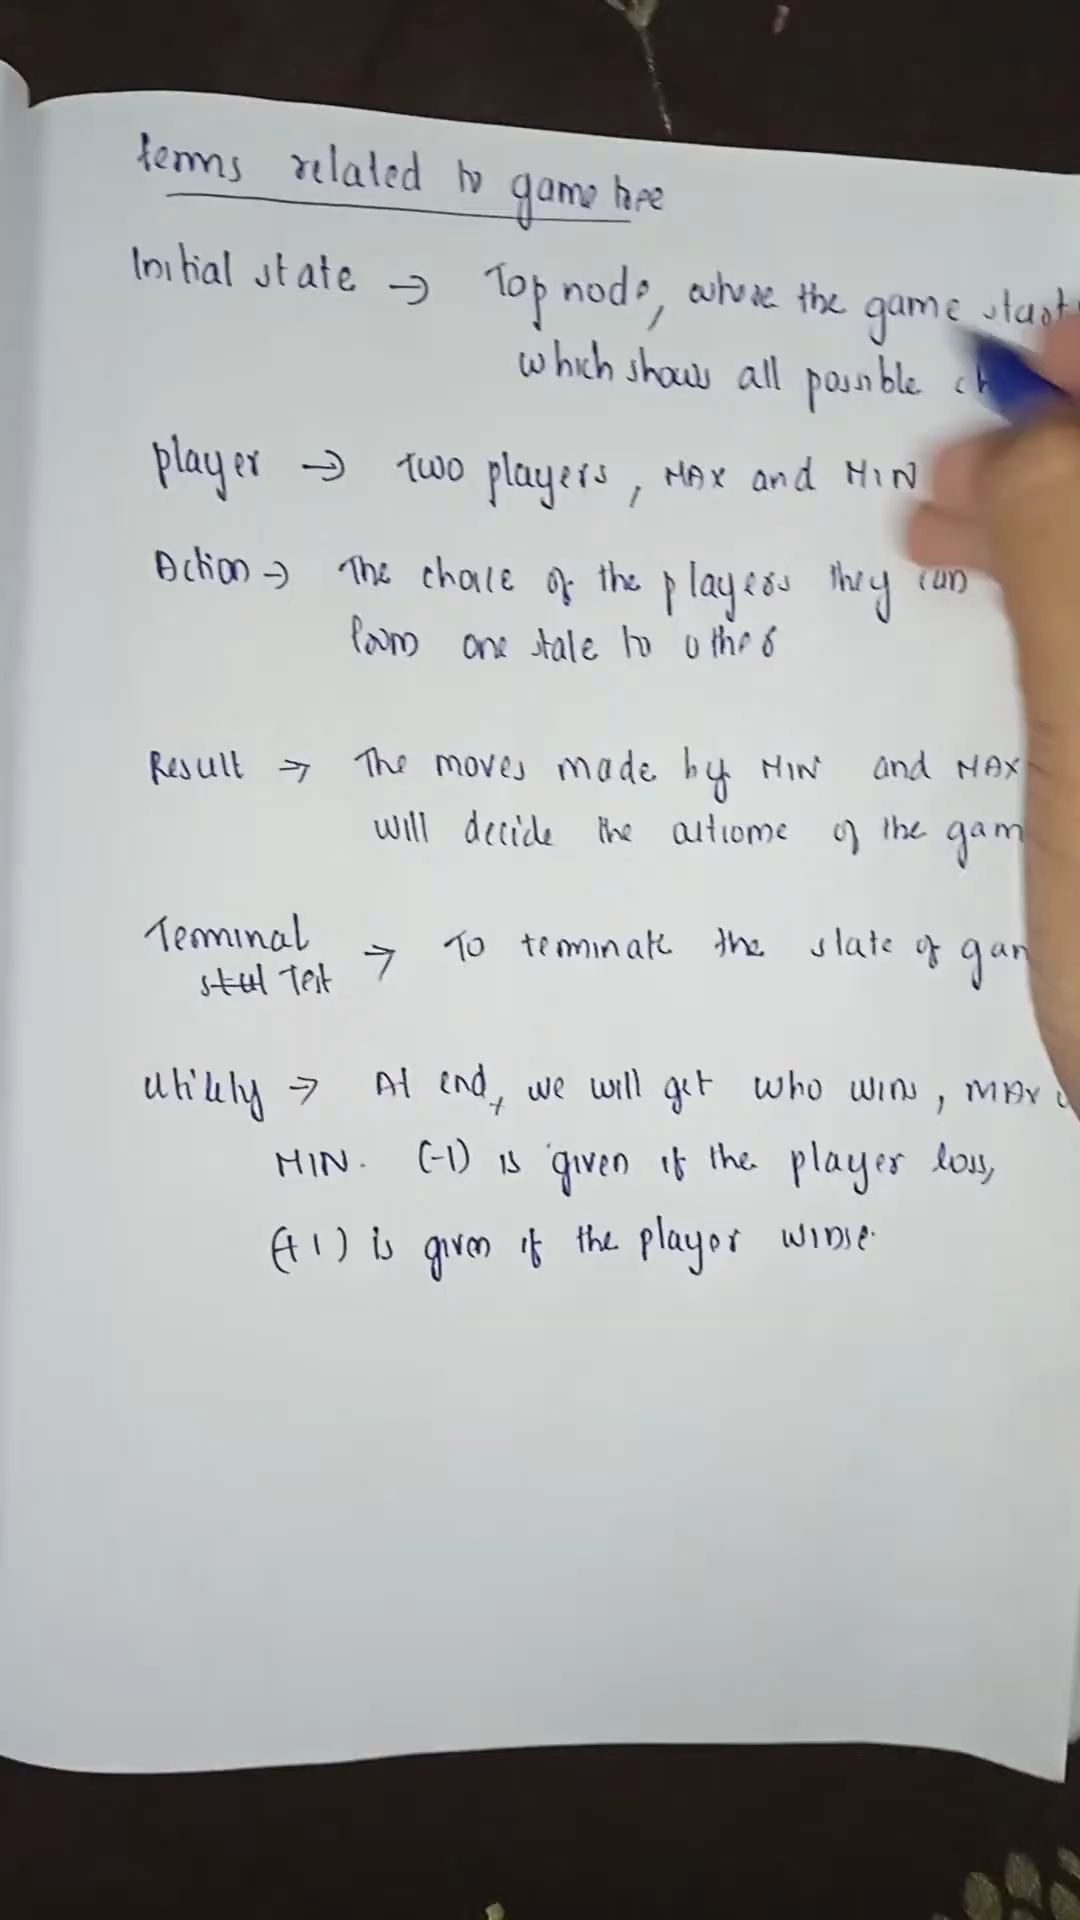 terms related to game tree
Initial state → Top node, where the game start
which shows all possible
player → two players, MAX and MIN
Action → The choice of the players they can
from one state to other
Result → The moves made by MIN and MAX
will decide the outcome of the gam
Terminal → To terminate the state of gam
Test
Utility → At end, we will get who wins, MAX
MIN. (-1) is given if the player loss,
(+1) is given if the player winse.